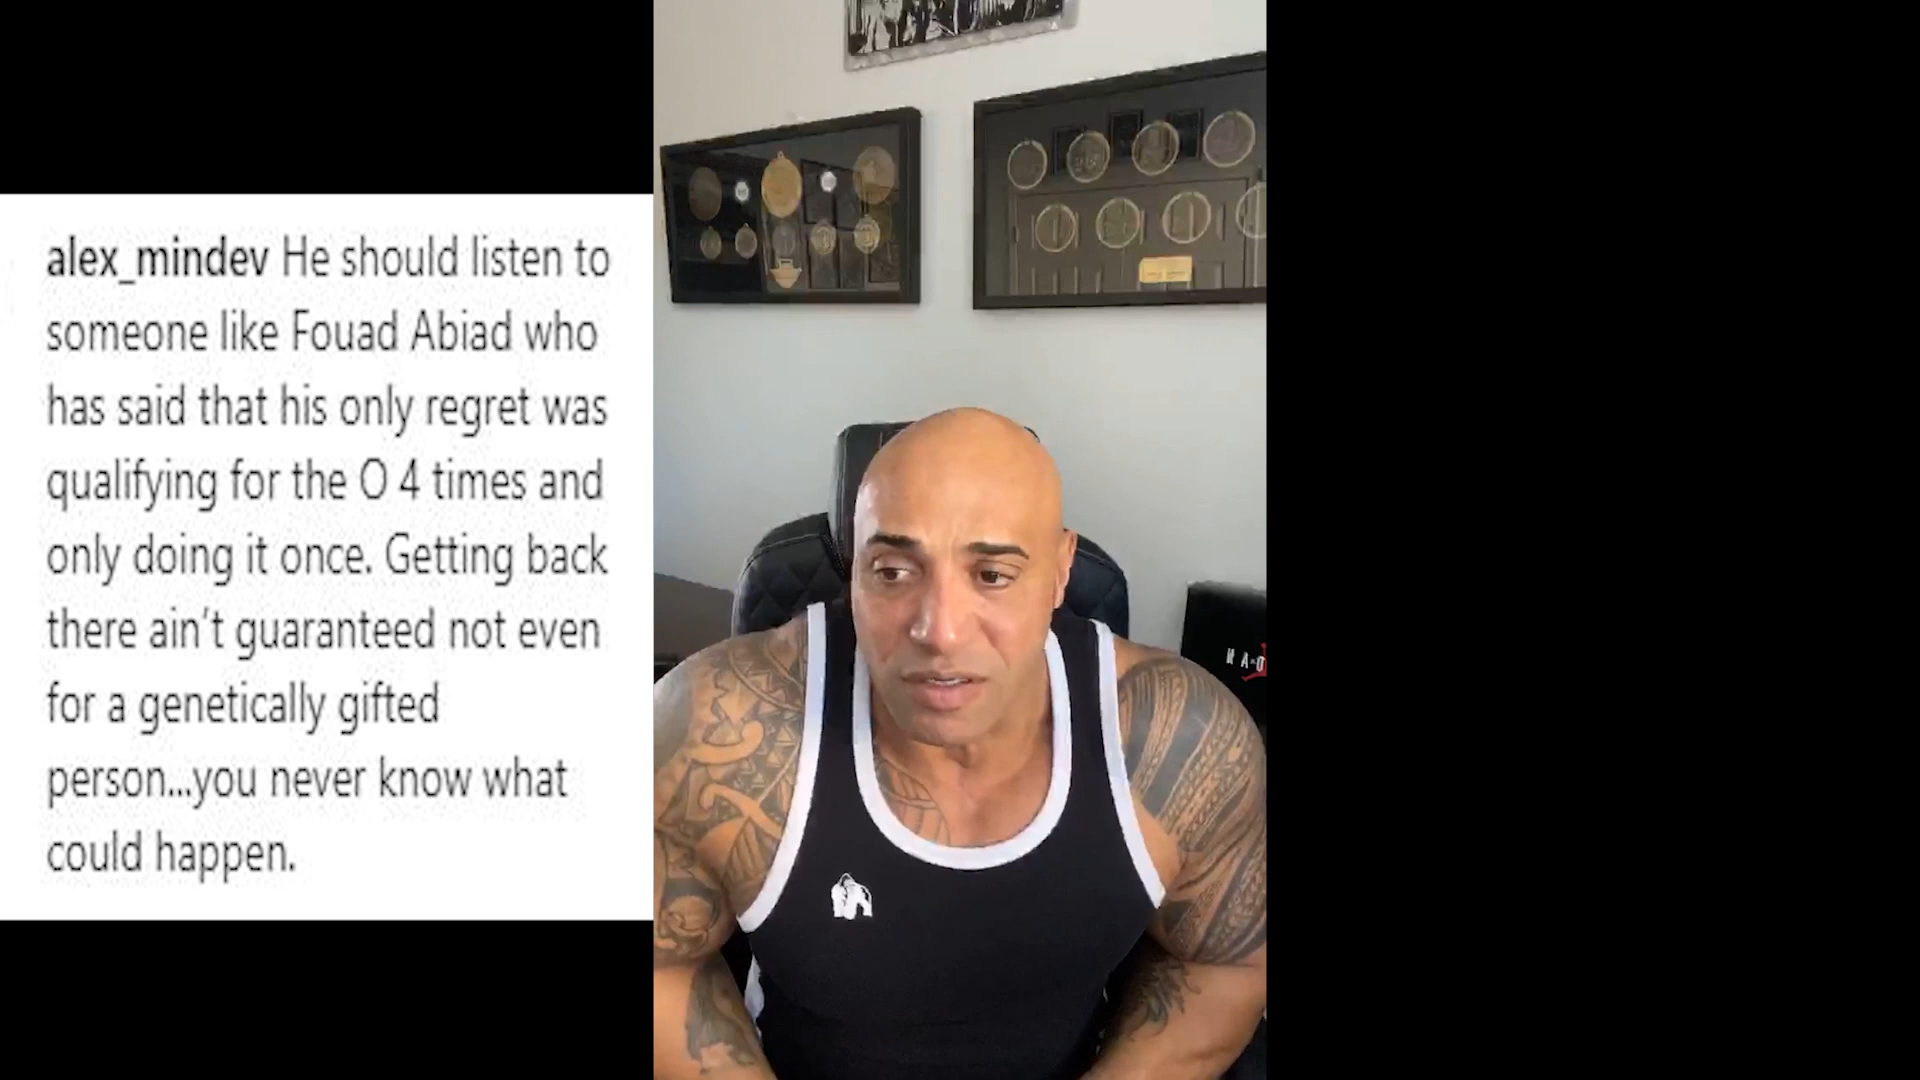 alex_mindev He should listen to
someone like Fouad Abiad who
has said that his only regret was
qualifying for the O 4 times and
only doing it once. Getting back
there ain't guaranteed not even
for a genetically gifted
person...you never know what
could happen.